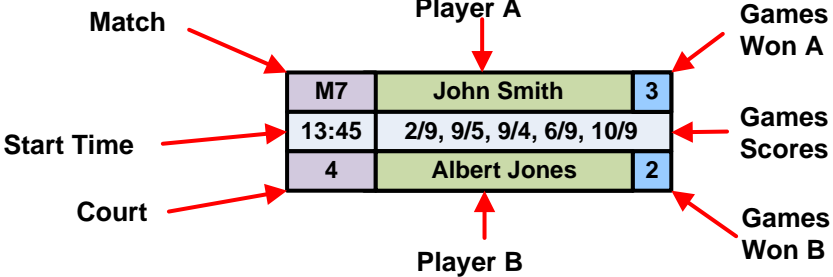 Player A
Match
Games
Won A
M7 John Smith 3
13:45 2/9, 9/5, 9/4, 6/9, 10/9
4 Albert Jones 2
Start Time
Games
Scores
Court
Games
Won B
Player B